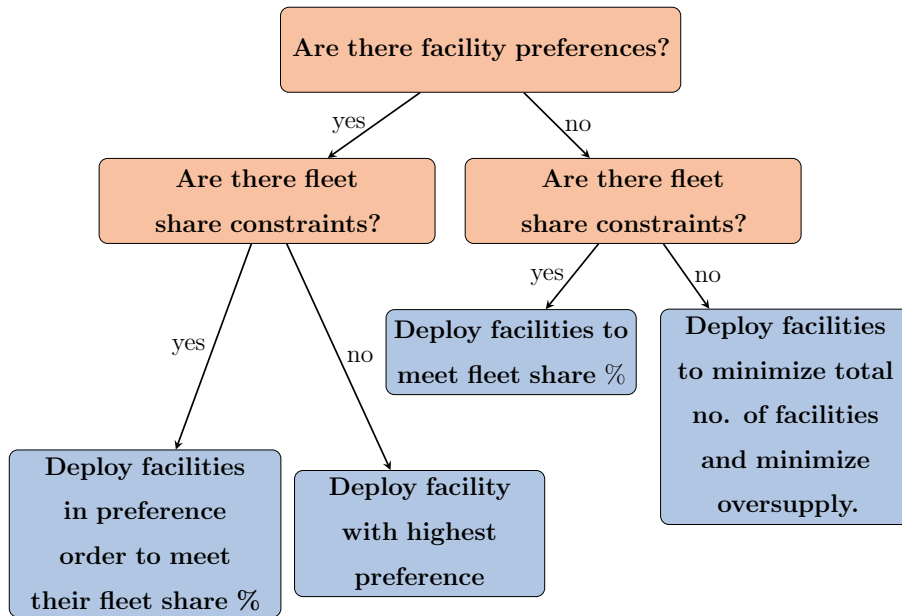 Are there facility preferences?
yes
no
Are there fleet
share constraints?
Are there fleet
share constraints?
yes
no
yes
no
Deploy facilities to
meet fleet share %
Deploy facilities
to minimize total
no. of facilities
and minimize
oversupply.
Deploy facilities
in preference
order to meet
their fleet share %
Deploy facility
with highest
preference